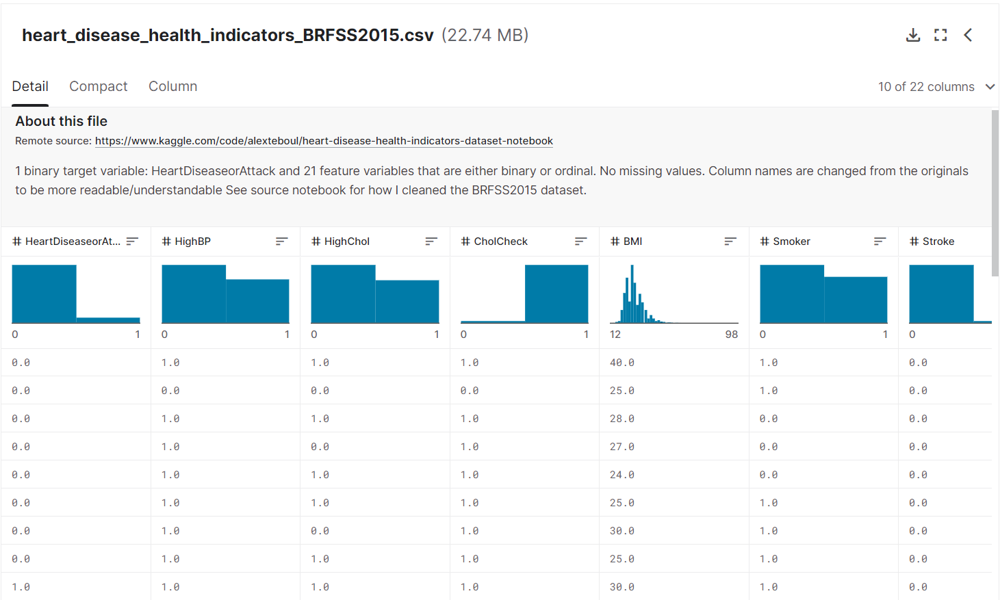 heart_disease_health_indicators_BRFSS2015.csv (22.74 MB)
Detail Compact Column 10 of 22 columns
About this file
Remote source: https://www.kaggle.com/code/alexteboul/heart-disease-health-indicators-dataset-notebook
1 binary target variable: HeartDiseaseorAttack and 21 feature variables that are either binary or ordinal. No missing values. Column names are changed from the originals
to be more readable/understandable See source notebook for how I cleaned the BRFSS2015 dataset.
# HeartDiseaseorAt... # HighBP # HighChol # CholCheck # BMI # Smoker # Stroke
0 1 0 1 0 1 0 1 12 98 0 1 0
0.0 1.0 1.0 1.0 40.0 1.0 0.0
0.0 0.0 0.0 0.0 25.0 1.0 0.0
0.0 1.0 1.0 1.0 28.0 0.0 0.0
0.0 1.0 0.0 1.0 27.0 0.0 0.0
0.0 1.0 1.0 1.0 24.0 0.0 0.0
0.0 1.0 1.0 1.0 25.0 1.0 0.0
0.0 1.0 0.0 1.0 30.0 1.0 0.0
0.0 1.0 1.0 1.0 25.0 1.0 0.0
1.0 1.0 1.0 1.0 30.0 1.0 0.0